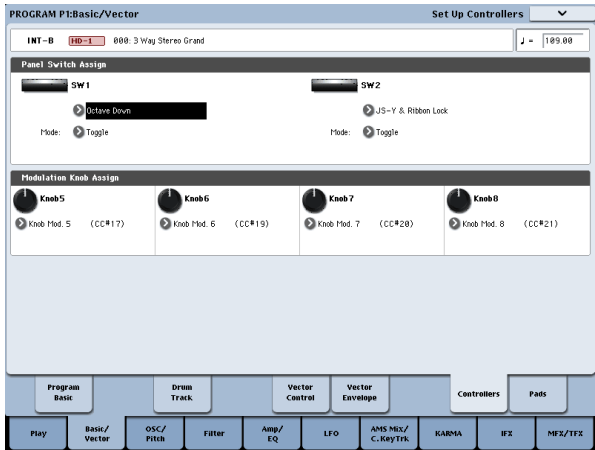 PROGRAM P1:Basic/Vector Set Up Controllers
INT-B HD-1 000: 3 Way Stereo Grand ♩ = 109.00
Panel Switch Assign
SW1 SW2
Octave Down JS-Y & Ribbon Lock
Mode: Toggle Mode: Toggle
Modulation Knob Assign
Knob5 Knob6 Knob7 Knob8
Knob Mod. 5 (CC#17) Knob Mod. 6 (CC#19) Knob Mod. 7 (CC#20) Knob Mod. 8 (CC#21)
Program Basic Drum Track Vector Control Vector Envelope Controllers Pads
Play Basic/Vector OSC/Pitch Filter Amp/EQ LFO AMS Mix/C.KeyTrk KARMA IFX MFX/TFX